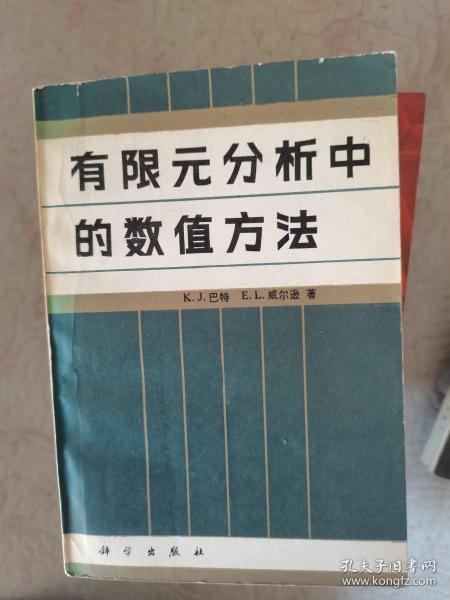 有限元分析中
的数值方法
K.J.巴特 E.L.威尔逊 著
科学出版社
孔夫子旧书网
www.kongfz.com